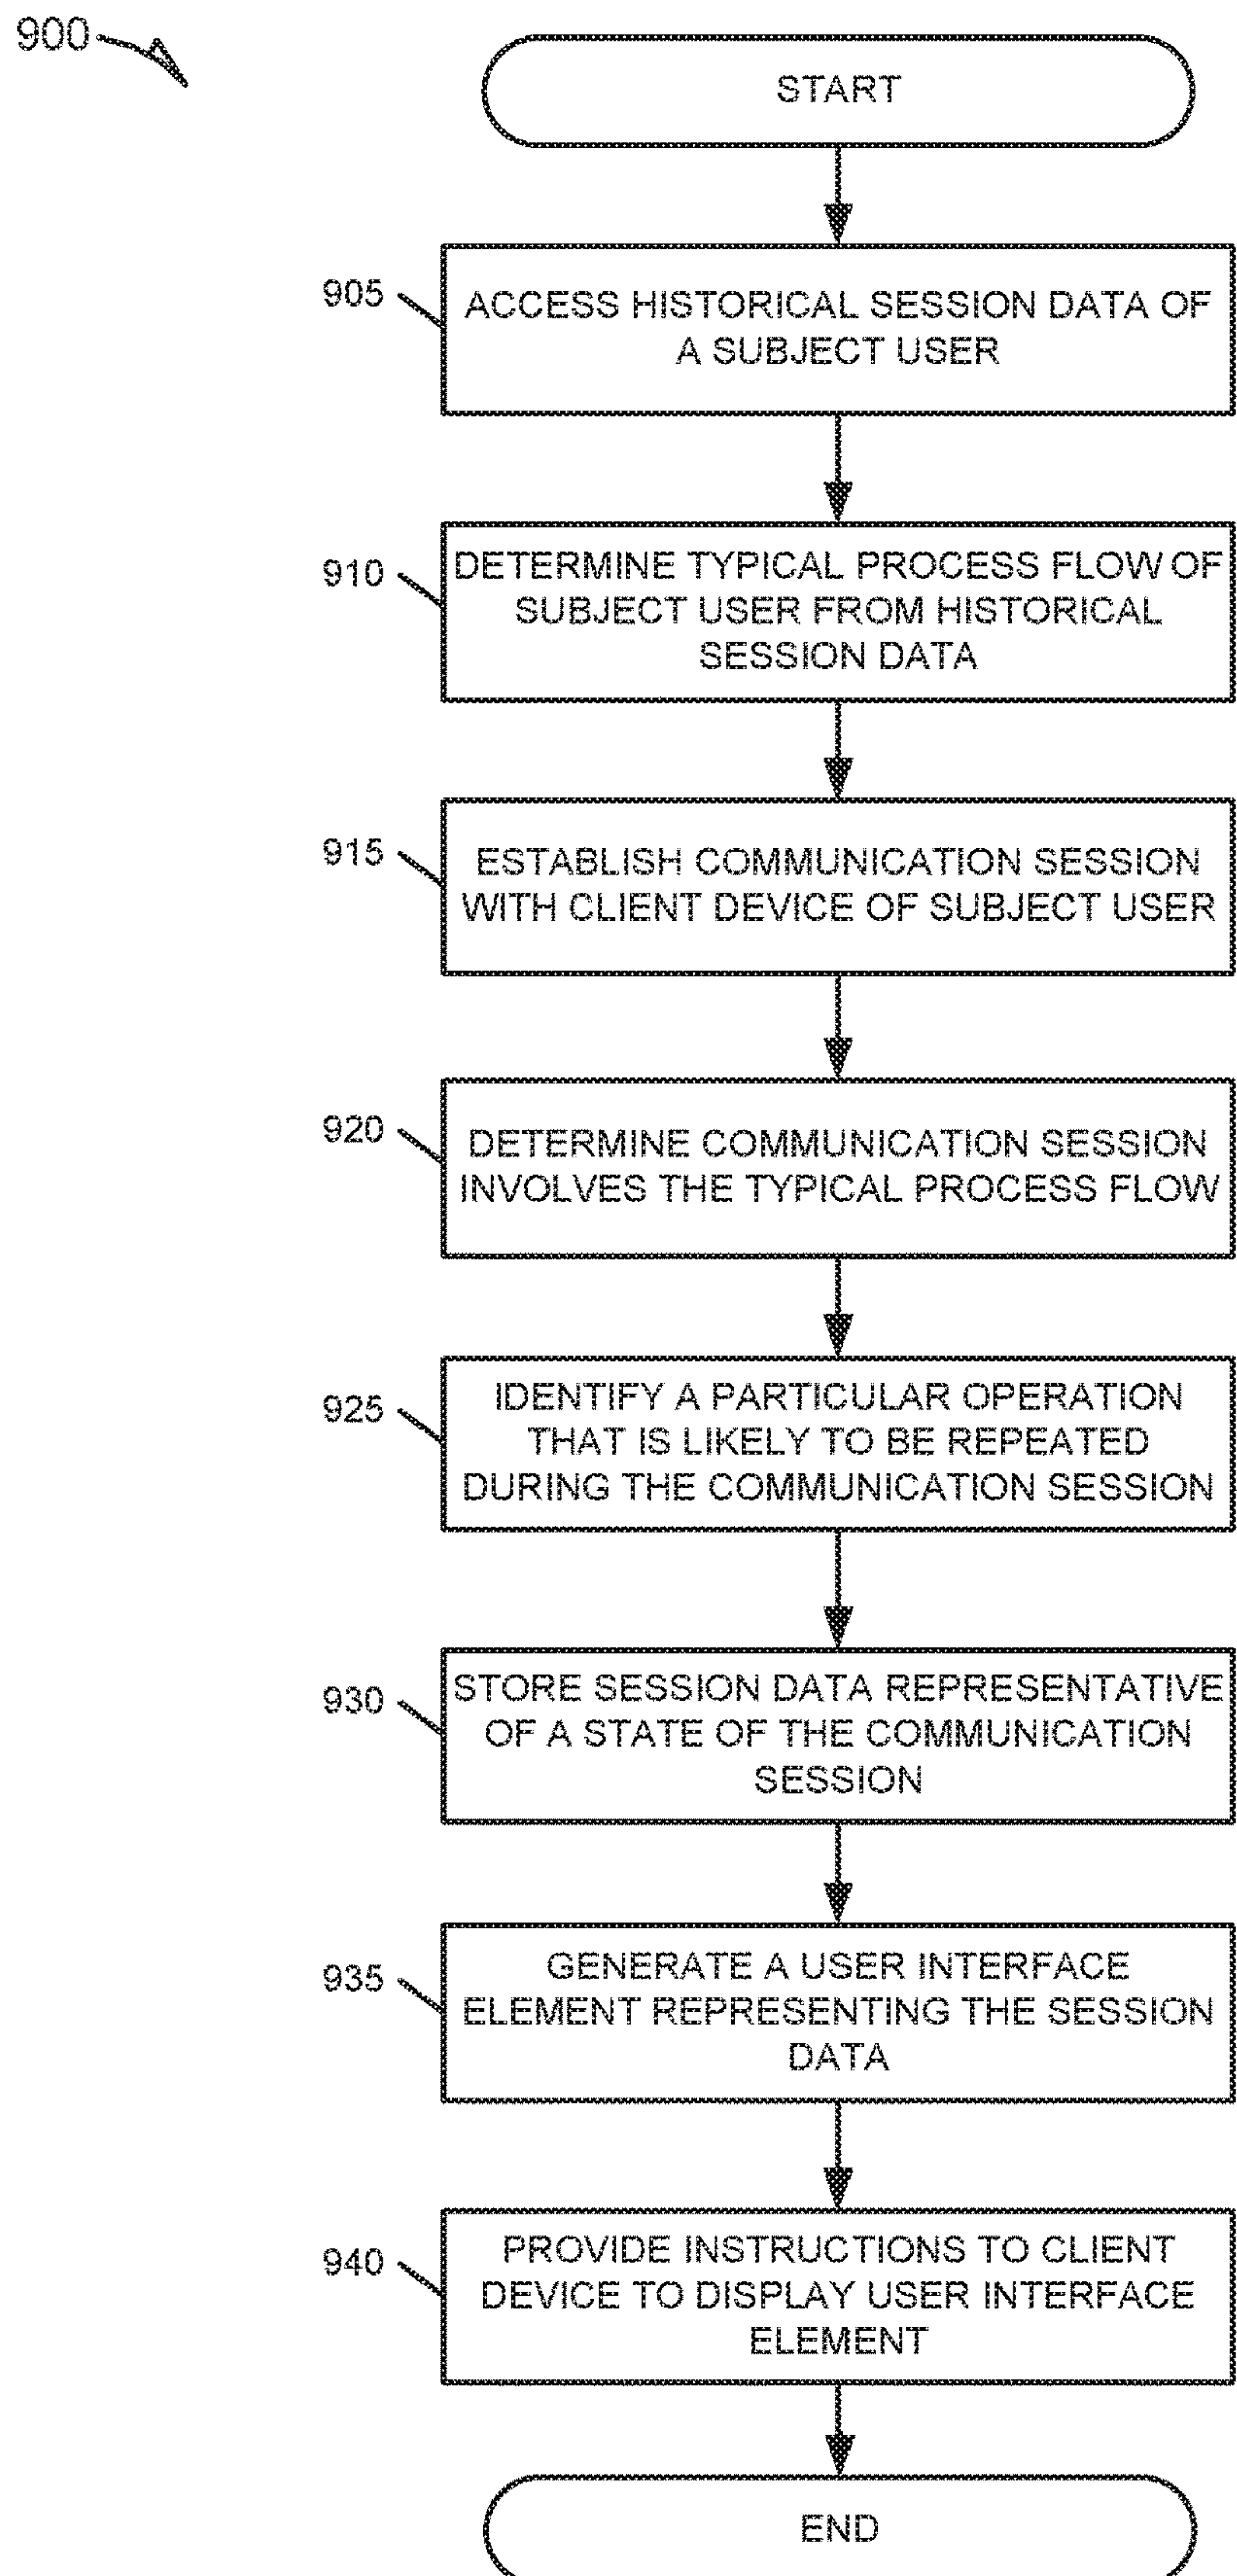 900
START
905
ACCESS HISTORICAL SESSION DATA OF
A SUBJECT USER
910
DETERMINE TYPICAL PROCESS FLOW OF
SUBJECT USER FROM HISTORICAL
SESSION DATA
915
ESTABLISH COMMUNICATION SESSION
WITH CLIENT DEVICE OF SUBJECT USER
920
DETERMINE COMMUNICATION SESSION
INVOLVES THE TYPICAL PROCESS FLOW
925
IDENTIFY A PARTICULAR OPERATION
THAT IS LIKELY TO BE REPEATED
DURING THE COMMUNICATION SESSION
930
STORE SESSION DATA REPRESENTATIVE
OF A STATE OF THE COMMUNICATION
SESSION
935
GENERATE A USER INTERFACE
ELEMENT REPRESENTING THE SESSION
DATA
940
PROVIDE INSTRUCTIONS TO CLIENT
DEVICE TO DISPLAY USER INTERFACE
ELEMENT
END